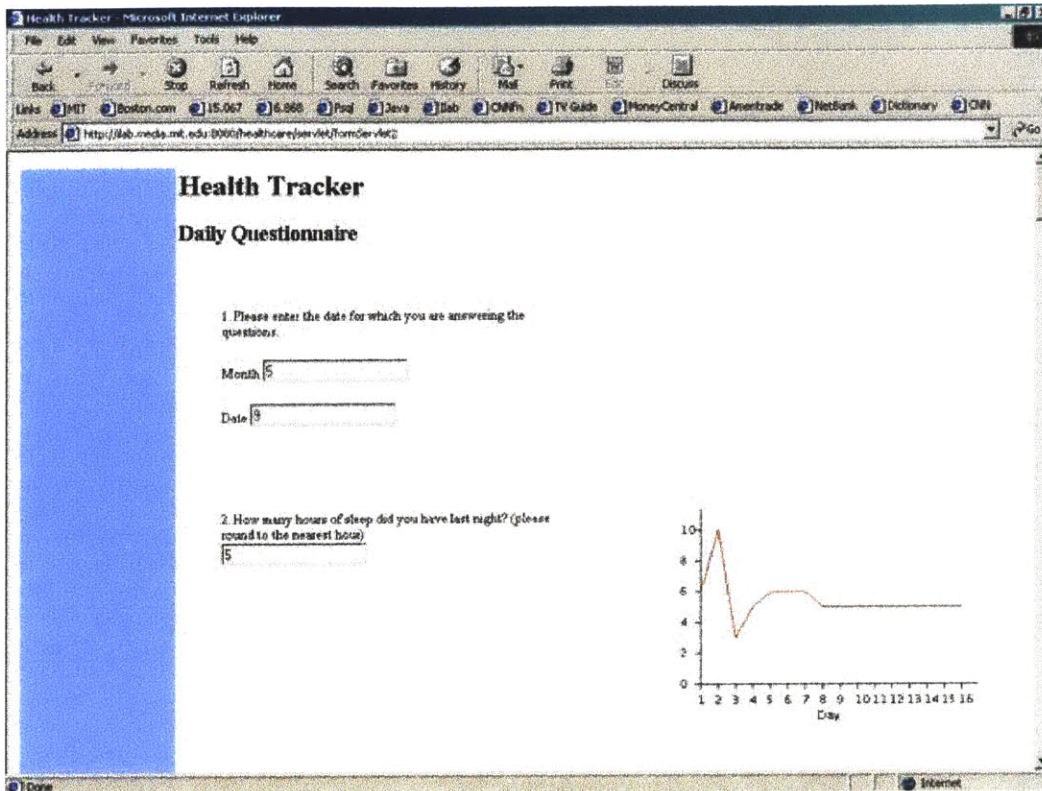 Health Tracker - Microsoft Internet Explorer
File Edit View Favorites Tools Help
Back Forward Stop Refresh Home Search Favorites History Mail Print Edit Discuss
Links MIT Boston.com 15.067 6.868 Psql Java Ilab CNNfn TV Guide MoneyCentral Ameritrade NetBank Dictionary CNN
Address http://ilab.media.mit.edu:8080/healthcare/servlet/formServlet2 Go
Health Tracker
Daily Questionnaire
1. Please enter the date for which you are answering the
questions.
Month 5
Date 9
2. How many hours of sleep did you have last night? (please
round to the nearest hour)
5
10
8
6
4
2
0
1 2 3 4 5 6 7 8 9 10 11 12 13 14 15 16
Day
Done Internet